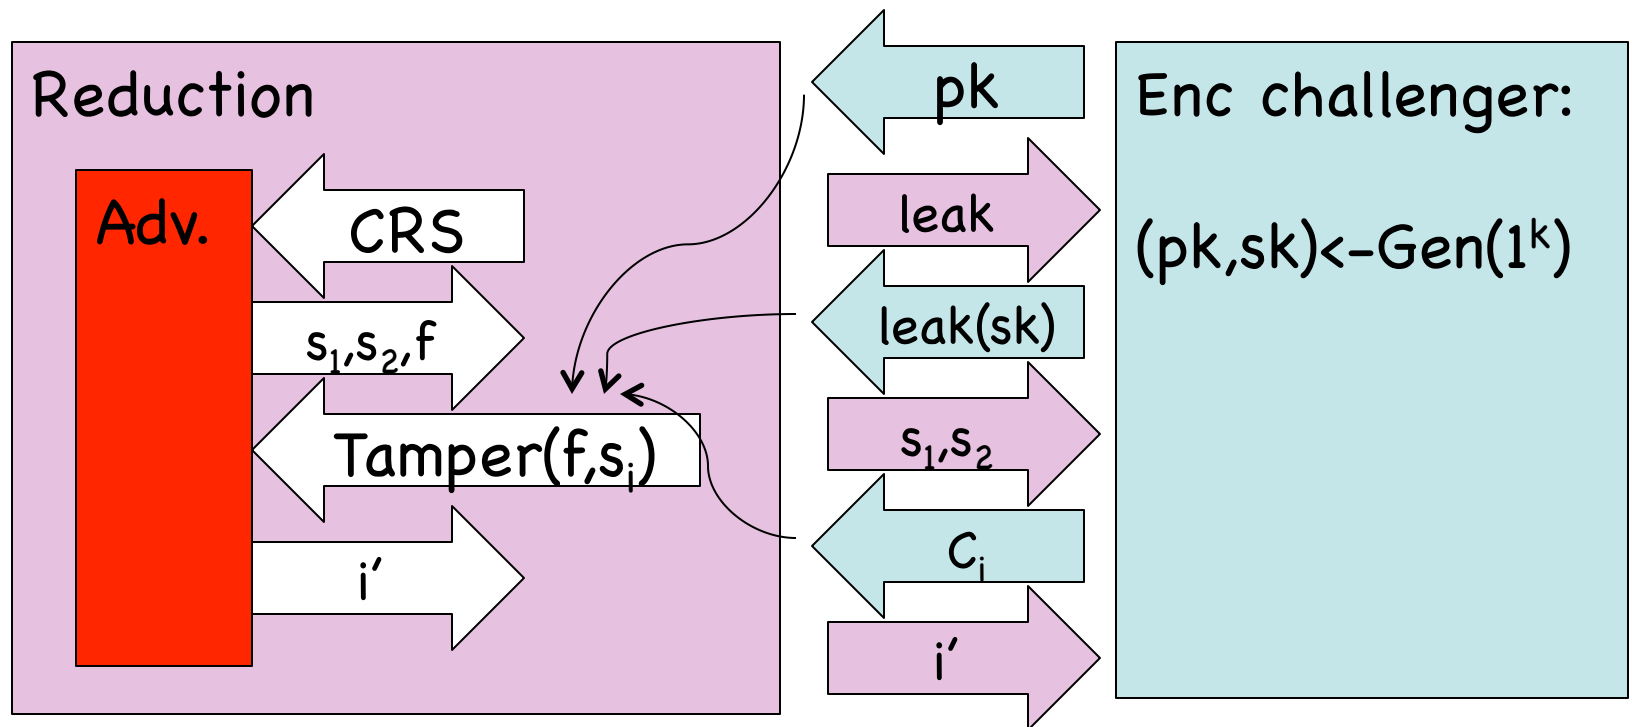 Reduction
Adv.
CRS
s₁,s₂,f
Tamper(f,sᵢ)
i′
pk
leak
leak(sk)
s₁,s₂
Cᵢ
i′
Enc challenger:
(pk,sk)<-Gen(1ᵏ)